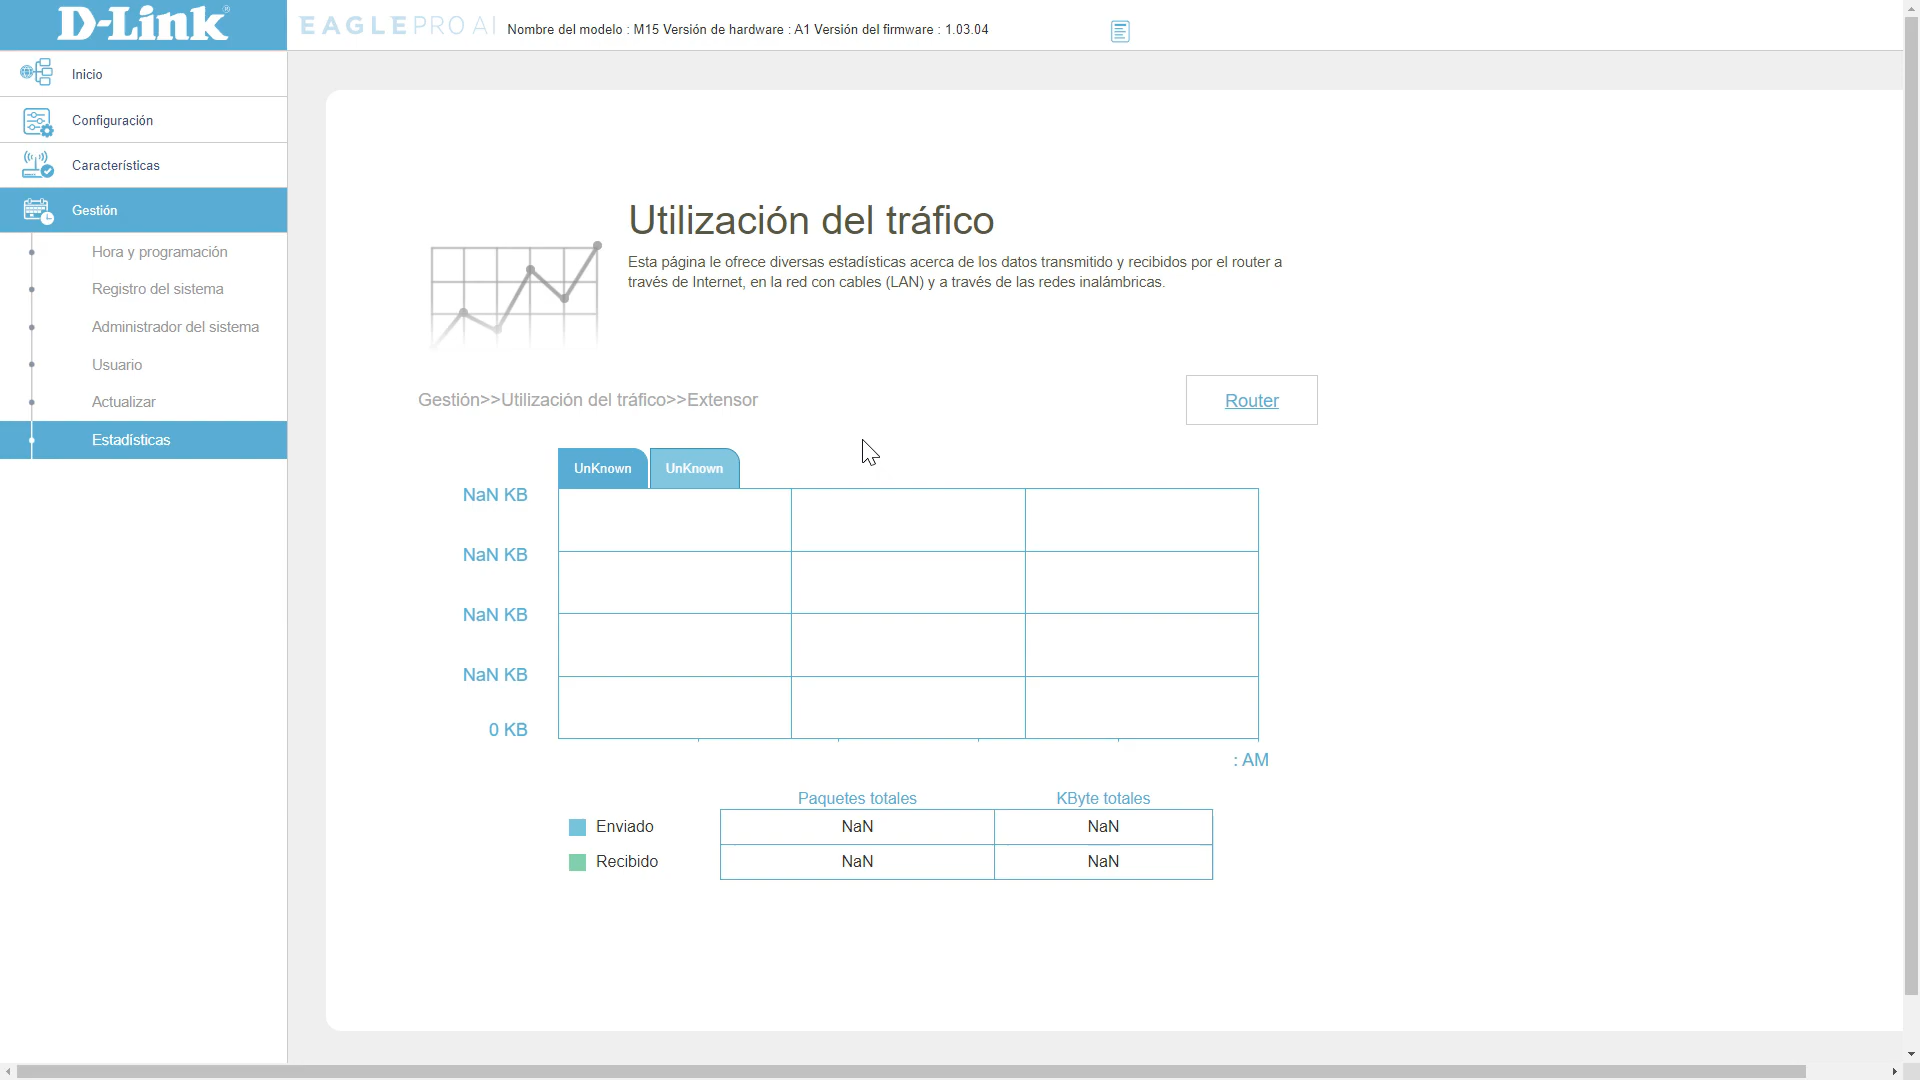 D-Link®
EAGLE PRO AI
Nombre del modelo : M15 Versión de hardware : A1 Versión del firmware : 1.03.04
Inicio
Configuración
Características
Gestión
Hora y programación
Registro del sistema
Administrador del sistema
Usuario
Actualizar
Estadísticas
Utilización del tráfico
Esta página le ofrece diversas estadísticas acerca de los datos transmitido y recibidos por el router a
través de Internet, en la red con cables (LAN) y a través de las redes inalámbricas.
Gestión>>Utilización del tráfico>>Extensor
Router
UnKnown UnKnown
NaN KB
NaN KB
NaN KB
NaN KB
0 KB
: AM
Paquetes totales KByte totales
Enviado NaN NaN
Recibido NaN NaN